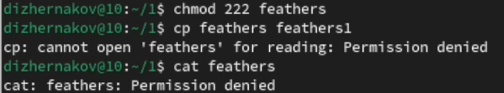 dizhernakov@10:~/1$ chmod 222 feathers
dizhernakov@10:~/1$ cp feathers feathers1
cp: cannot open 'feathers' for reading: Permission denied
dizhernakov@10:~/1$ cat feathers
cat: feathers: Permission denied